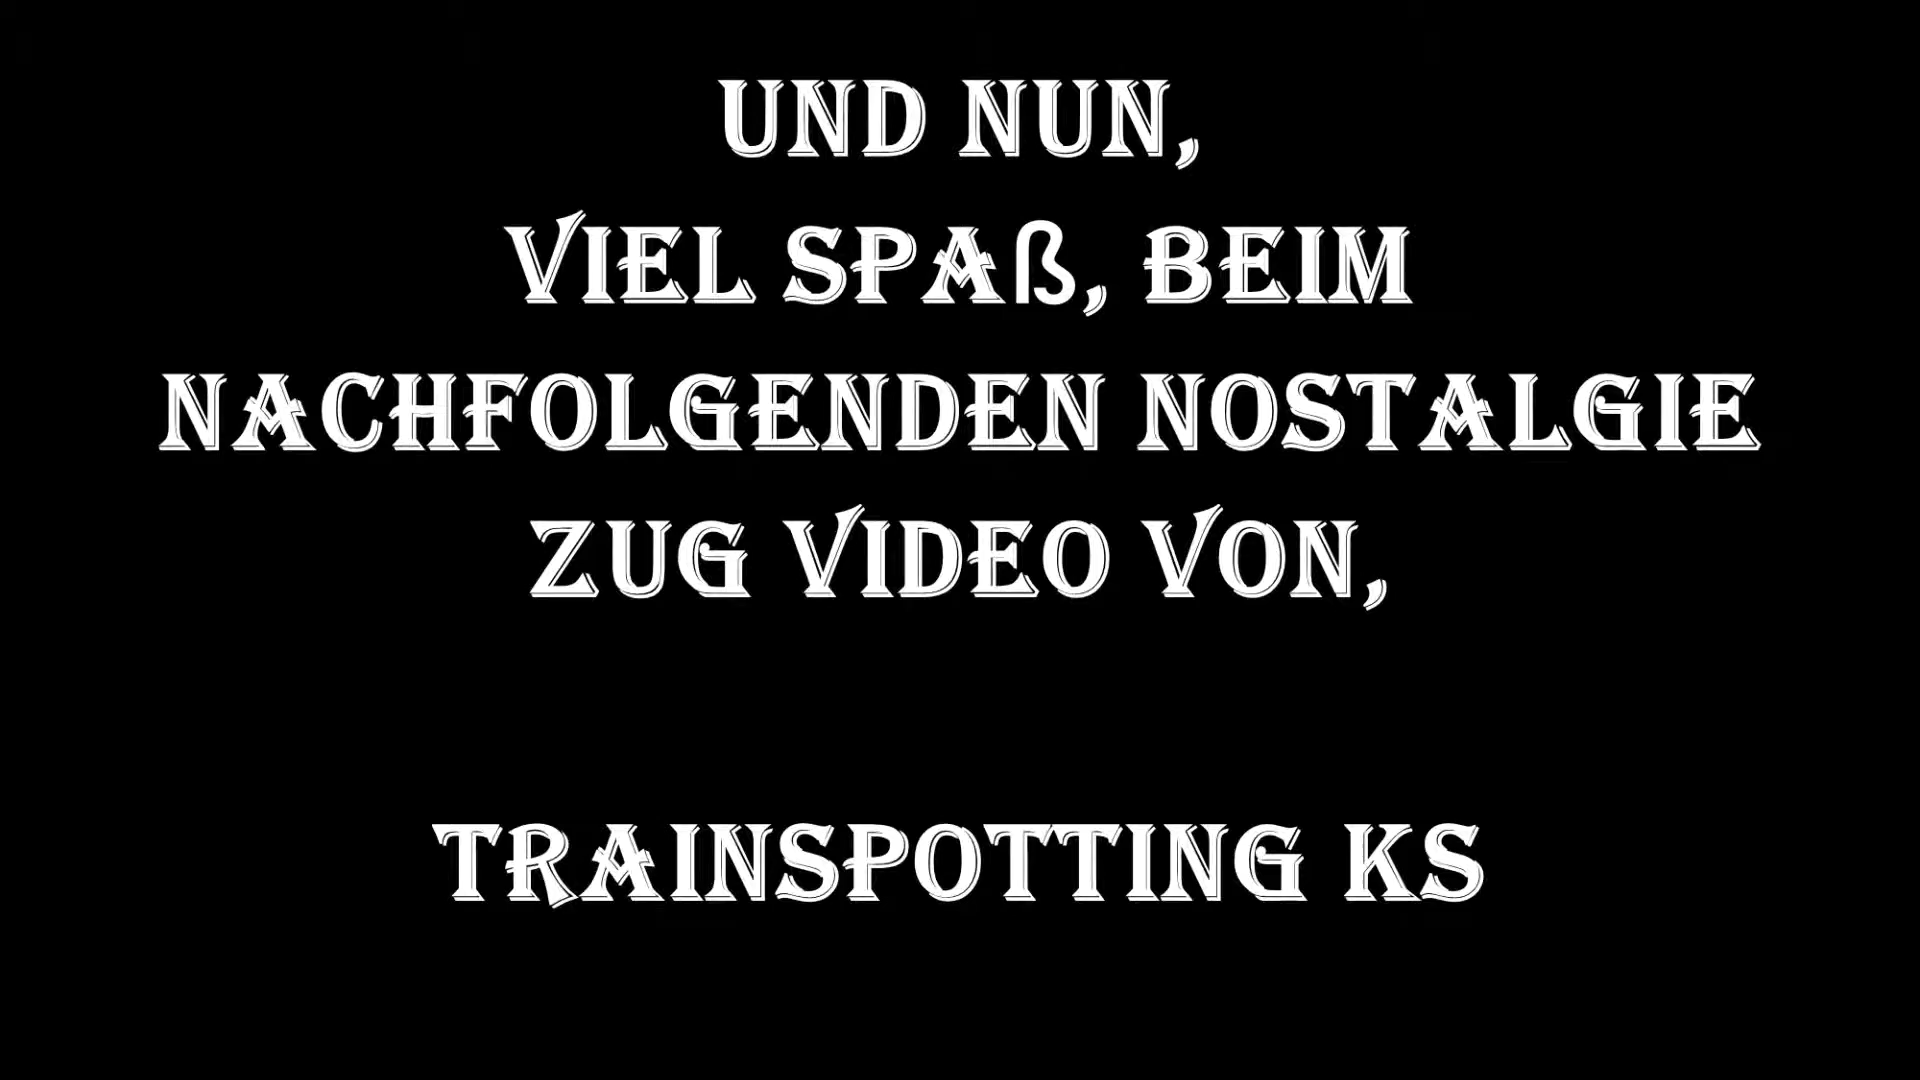 UND NUN,
VIEL SPAß, BEIM
NACHFOLGENDEN NOSTALGIE
ZUG VIDEO VON,
TRAINSPOTTING KS